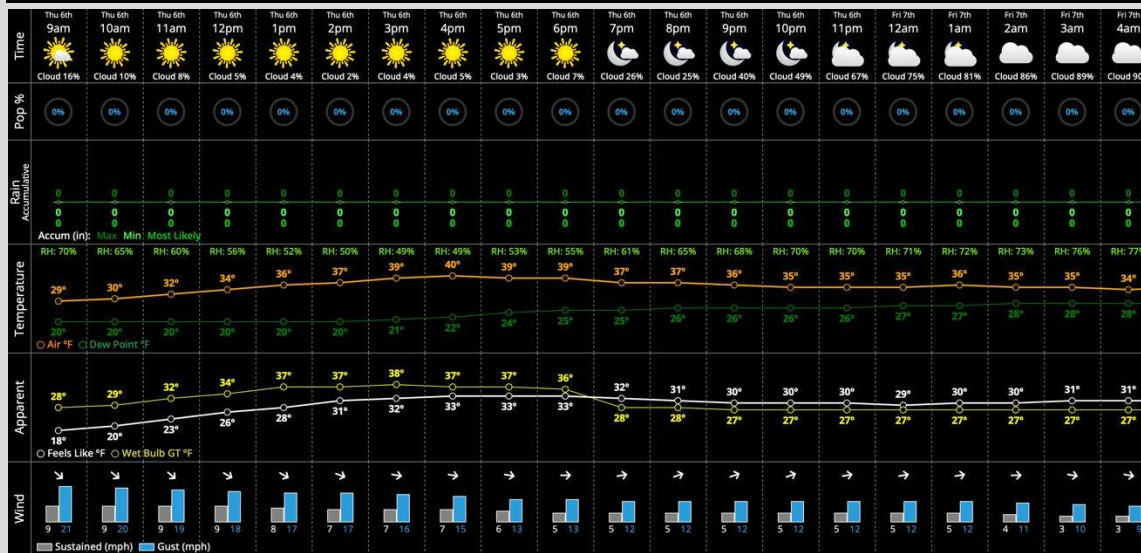 Time
Thu 6th Thu 6th Thu 6th Thu 6th Thu 6th Thu 6th Thu 6th Thu 6th Thu 6th Thu 6th Thu 6th Thu 6th Thu 6th Thu 6th Thu 6th Fri 7th Fri 7th Fri 7th Fri 7th Fri 7th
9am 10am 11am 12pm 1pm 2pm 3pm 4pm 5pm 6pm 7pm 8pm 9pm 10pm 11pm 12am 1am 2am 3am 4am
Cloud 16% Cloud 10% Cloud 8% Cloud 5% Cloud 4% Cloud 2% Cloud 4% Cloud 5% Cloud 3% Cloud 7% Cloud 26% Cloud 25% Cloud 40% Cloud 49% Cloud 67% Cloud 75% Cloud 81% Cloud 86% Cloud 89% Cloud 90
Pop %
0% 0% 0% 0% 0% 0% 0% 0% 0% 0% 0% 0% 0% 0% 0% 0% 0% 0% 0% 0%
Rain
Accumulative
0 0 0 0 0 0 0 0 0 0 0 0 0 0 0 0 0 0 0 0
0 0 0 0 0 0 0 0 0 0 0 0 0 0 0 0 0 0 0 0
0 0 0 0 0 0 0 0 0 0 0 0 0 0 0 0 0 0 0 0
Accum (in): Max Min Most Likely
Temperature
RH: 70% RH: 65% RH: 60% RH: 56% RH: 52% RH: 50% RH: 49% RH: 49% RH: 53% RH: 55% RH: 61% RH: 65% RH: 68% RH: 70% RH: 70% RH: 71% RH: 72% RH: 73% RH: 76% RH: 77%
29° 30° 32° 34° 36° 37° 39° 40° 39° 39° 37° 37° 36° 35° 35° 35° 36° 35° 35° 34°
20° 20° 20° 20° 20° 20° 21° 22° 24° 25° 25° 26° 26° 26° 26° 27° 27° 28° 28° 28°
Air °F Dew Point °F
Apparent
28° 29° 32° 34° 37° 37° 38° 37° 37° 36° 32° 31° 30° 30° 30° 29° 30° 30° 31° 31°
18° 20° 23° 26° 28° 31° 32° 33° 33° 33° 28° 28° 27° 27° 27° 27° 27° 27° 27° 27°
Feels Like °F Wet Bulb GT °F
Wind
9 21 9 20 9 19 9 18 8 17 7 17 7 16 7 15 6 13 5 13 5 12 5 12 5 12 5 12 5 12 5 12 5 12 4 11 3 10 3 9
Sustained (mph) Gust (mph)